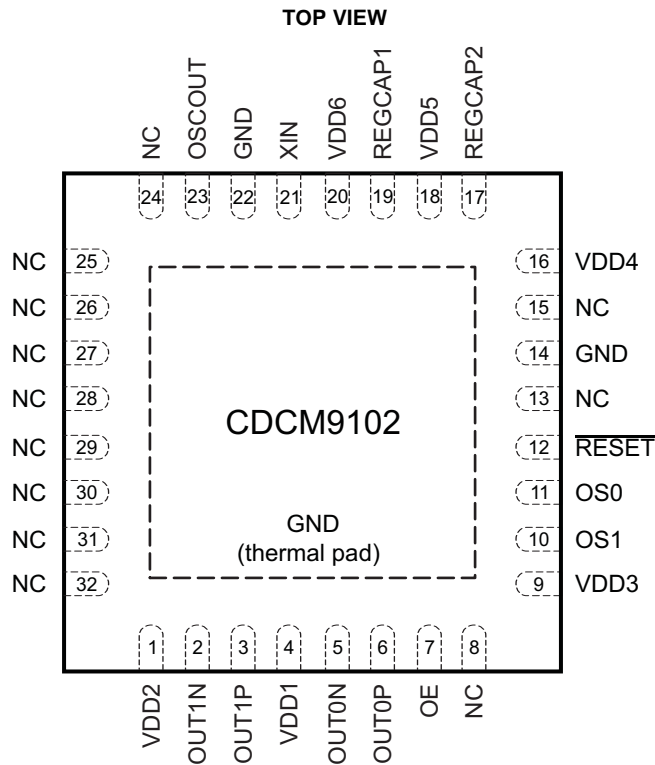 TOP VIEW
NC
OSCOUT
GND
XIN
VDD6
REGCAP1
VDD5
REGCAP2
24 23 22 21 20 19 18 17
NC 25 16 VDD4
NC 26 15 NC
NC 27 14 GND
NC 28 13 NC
CDCM9102
NC 29 12 RESET
NC 30 11 OS0
GND
NC 31 10 OS1
(thermal pad)
NC 32 9 VDD3
1 2 3 4 5 6 7 8
VDD2
OUT1N
OUT1P
VDD1
OUT0N
OUT0P
OE
NC